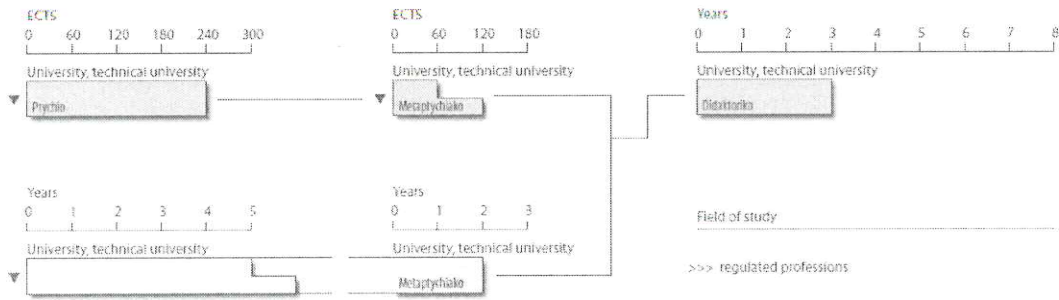 ECTS
0 60 120 180 240 300
University, technical university
Ptychio
ECTS
0 60 120 180
University, technical university
Metaptychiako
Years
0 1 2 3 4 5 6 7 8
University, technical university
Didaktoriko
Years
0 1 2 3 4 5
University, technical university
Years
0 1 2 3
University, technical university
Metaptychiako
Field of study
>>> regulated professions